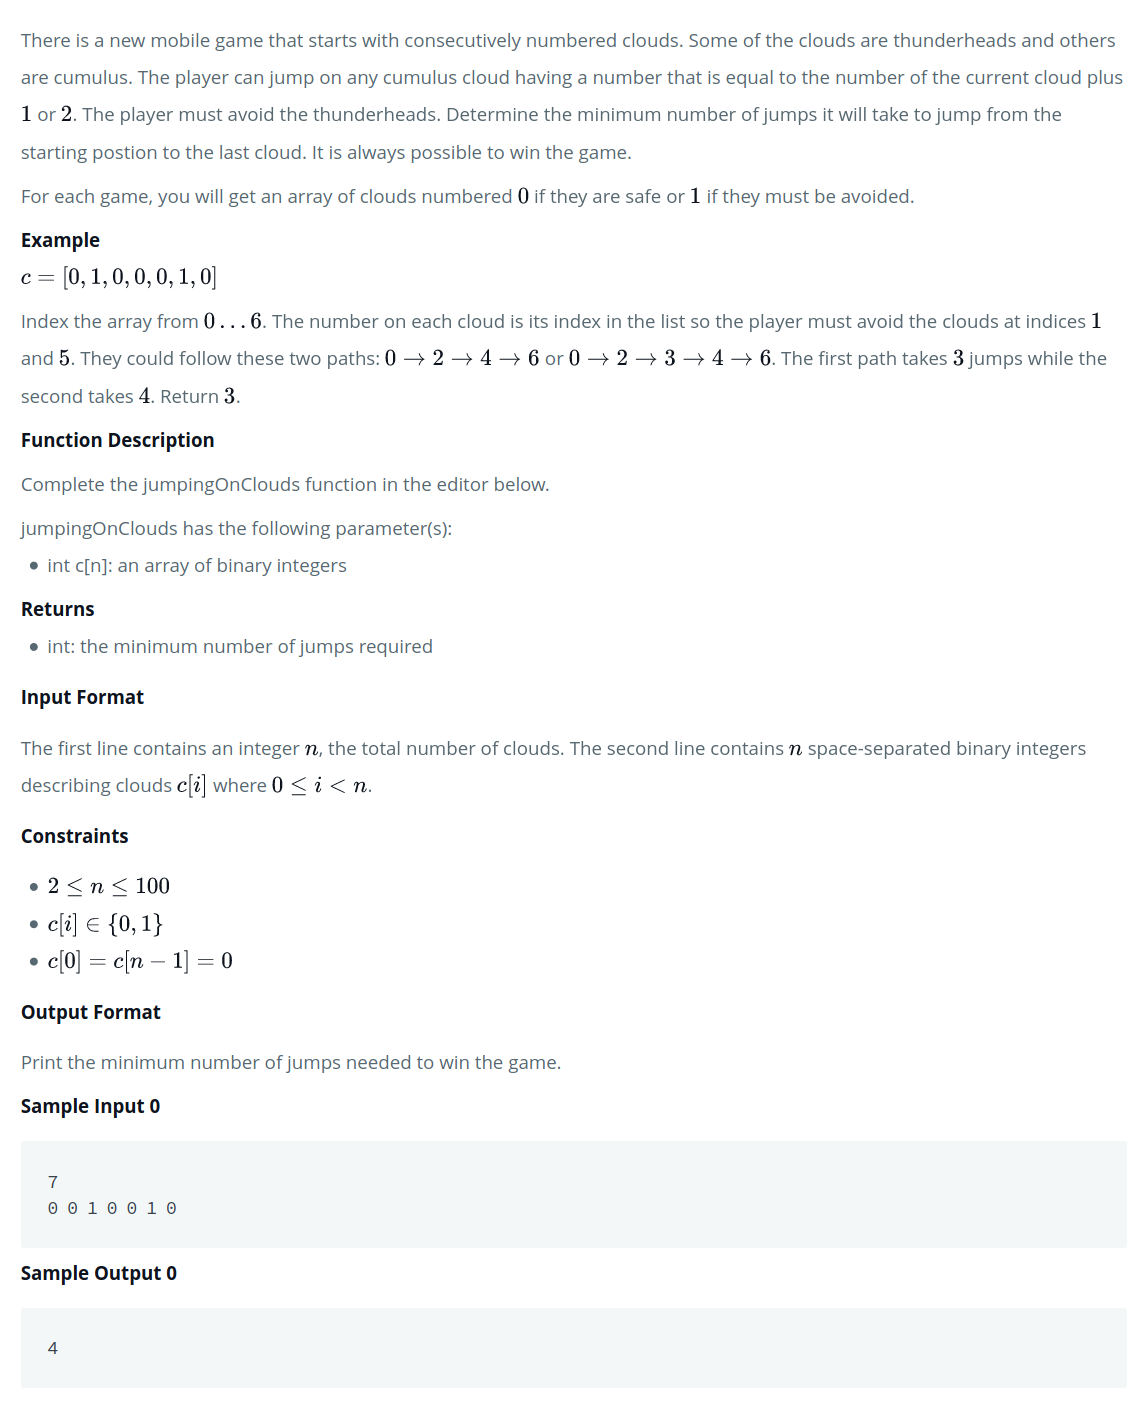 There is a new mobile game that starts with consecutively numbered clouds. Some of the clouds are thunderheads and others
are cumulus. The player can jump on any cumulus cloud having a number that is equal to the number of the current cloud plus
1 or 2. The player must avoid the thunderheads. Determine the minimum number of jumps it will take to jump from the
starting postion to the last cloud. It is always possible to win the game.
For each game, you will get an array of clouds numbered 0 if they are safe or 1 if they must be avoided.
Example
c = [0, 1, 0, 0, 0, 1, 0]
Index the array from 0 . . . 6. The number on each cloud is its index in the list so the player must avoid the clouds at indices 1
and 5. They could follow these two paths: 0 → 2 → 4 → 6 or 0 → 2 → 3 → 4 → 6. The first path takes 3 jumps while the
second takes 4. Return 3.
Function Description
Complete the jumpingOnClouds function in the editor below.
jumpingOnClouds has the following parameter(s):
• int c[n]: an array of binary integers
Returns
• int: the minimum number of jumps required
Input Format
The first line contains an integer n, the total number of clouds. The second line contains n space-separated binary integers
describing clouds c[i] where 0 ≤ i < n.
Constraints
• 2 ≤ n ≤ 100
• c[i] ∈ {0, 1}
• c[0] = c[n − 1] = 0
Output Format
Print the minimum number of jumps needed to win the game.
Sample Input 0
7
0 0 1 0 0 1 0
Sample Output 0
4